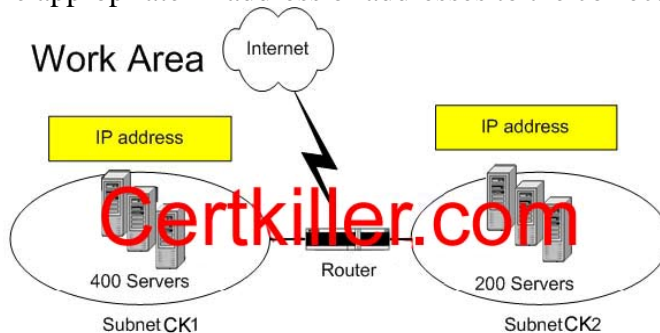 Work Area
Internet
IP address
IP address
Certkiller.com
400 Servers
Router
200 Servers
Subnet CK1
Subnet CK2